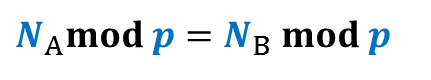 N_A mod p = N_B mod p